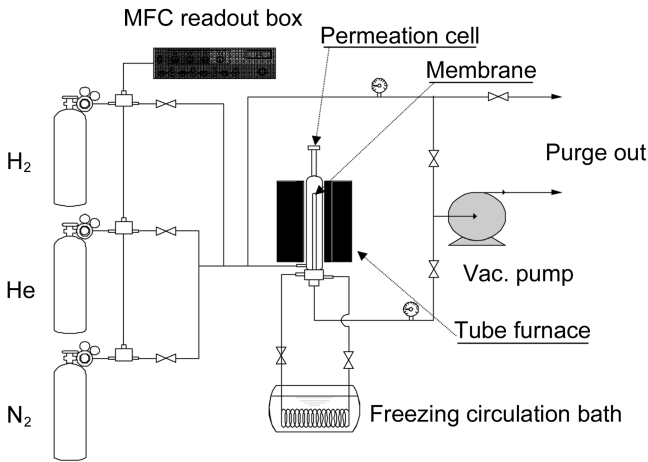 MFC readout box
Permeation cell
Membrane
H₂
Purge out
He
Vac. pump
Tube furnace
N₂
Freezing circulation bath